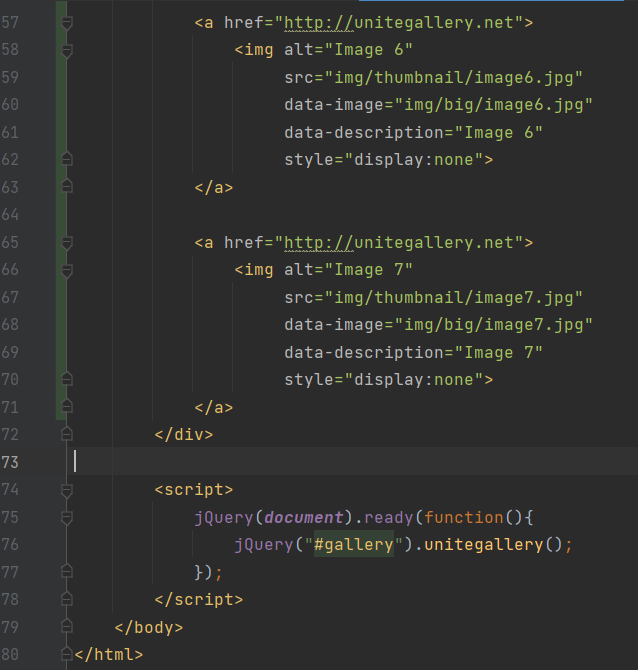 57 <a href="http://unitegallery.net">
58 <img alt="Image 6"
59 src="img/thumbnail/image6.jpg"
60 data-image="img/big/image6.jpg"
61 data-description="Image 6"
62 style="display:none">
63 </a>
64
65 <a href="http://unitegallery.net">
66 <img alt="Image 7"
67 src="img/thumbnail/image7.jpg"
68 data-image="img/big/image7.jpg"
69 data-description="Image 7"
70 style="display:none">
71 </a>
72 </div>
73
74 <script>
75 jQuery(document).ready(function(){
76 jQuery("#gallery").unitegallery();
77 });
78 </script>
79 </body>
80 </html>